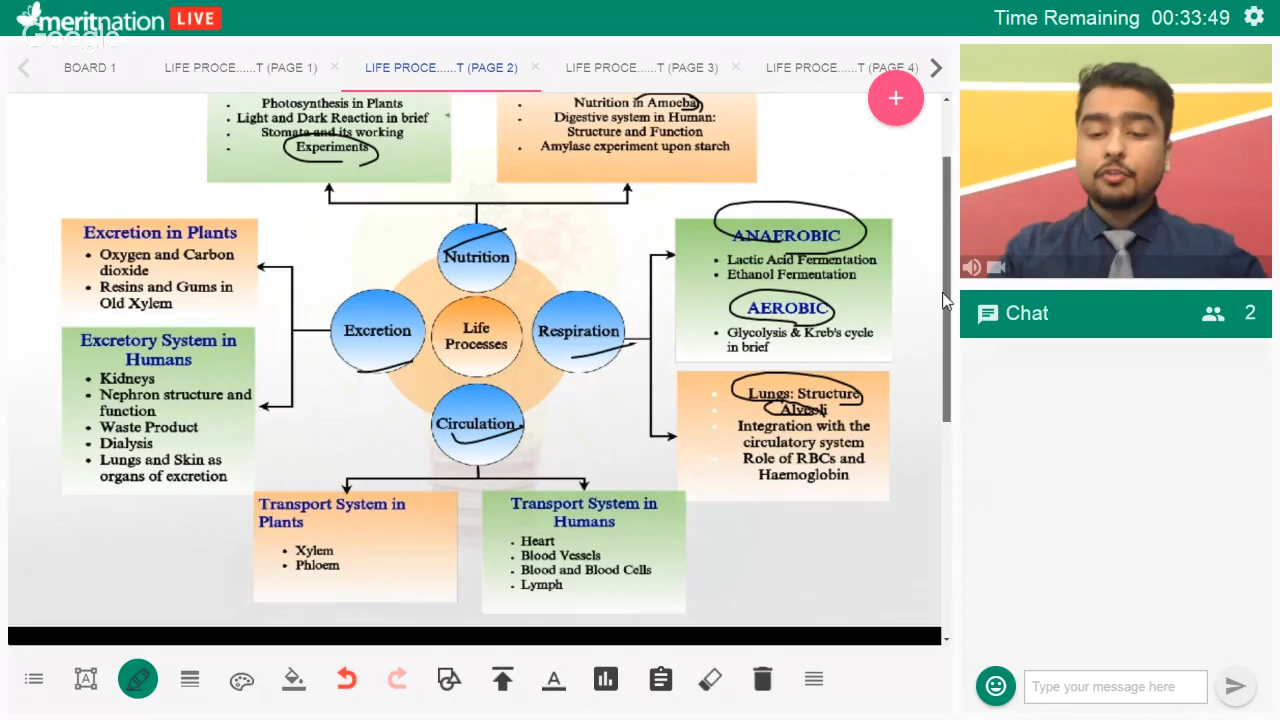 meritnation LIVE
Google
Time Remaining 00:33:49
BOARD 1
LIFE PROCE......T (PAGE 1)
LIFE PROCE......T (PAGE 2)
LIFE PROCE......T (PAGE 3)
LIFE PROCE......T (PAGE 4)
Photosynthesis in Plants
Light and Dark Reaction in brief
Stomata and its working
Experiments
Nutrition in Amoeba
Digestive system in Human:
Structure and Function
Amylase experiment upon starch
Excretion in Plants
Oxygen and Carbon
dioxide
Resins and Gums in
Old Xylem
Excretory System in
Humans
Kidneys
Nephron structure and
function
Waste Product
Dialysis
Lungs and Skin as
organs of excretion
Nutrition
Excretion
Life
Processes
Respiration
Circulation
ANAEROBIC
Lactic Acid Fermentation
Ethanol Fermentation
AEROBIC
Glycolysis & Kreb's cycle
in brief
Lungs: Structure
Alveoli
Integration with the
circulatory system
Role of RBCs and
Haemoglobin
Transport System in
Plants
Xylem
Phloem
Transport System in
Humans
Heart
Blood Vessels
Blood and Blood Cells
Lymph
Chat
2
A
A
Type your message here